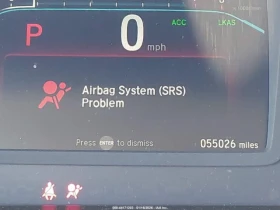 P
0
mph
ACC
LKAS
Airbag System (SRS)
Problem
Press ENTER to dismiss
055026 miles